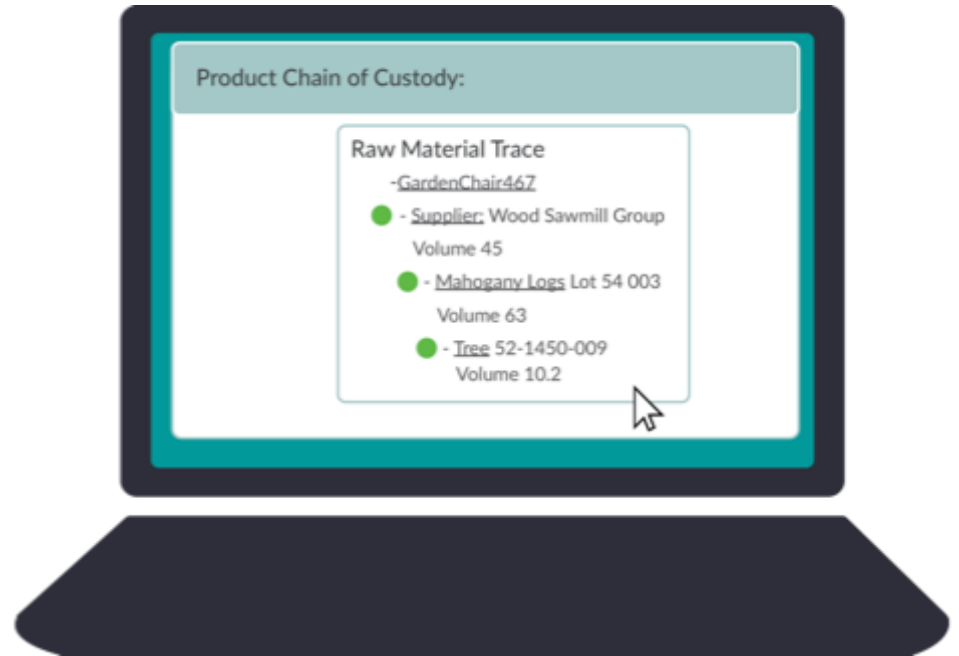 Product Chain of Custody:
Raw Material Trace
-GardenChair467
- Supplier: Wood Sawmill Group
Volume 45
- Mahogany Logs Lot 54 003
Volume 63
- Tree 52-1450-009
Volume 10.2